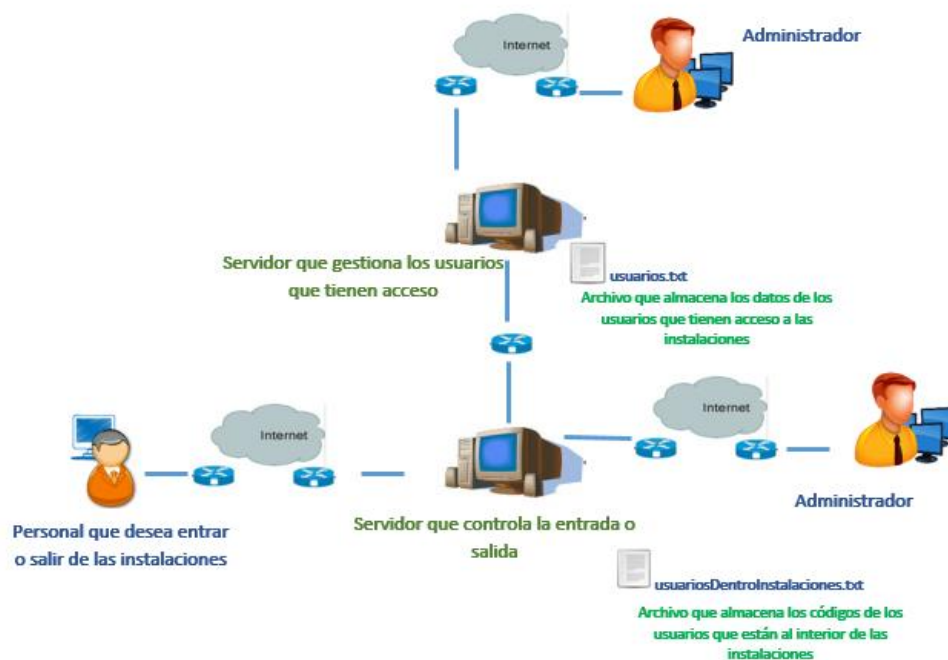 Internet
Administrador
Servidor que gestiona los usuarios
que tienen acceso
usuarios.txt
Archivo que almacena los datos de los
usuarios que tienen acceso a las
instalaciones
Internet
Internet
Administrador
Personal que desea entrar
o salir de las instalaciones
Servidor que controla la entrada o
salida
usuariosDentroInstalaciones.txt
Archivo que almacena los códigos de los
usuarios que están al interior de las
instalaciones